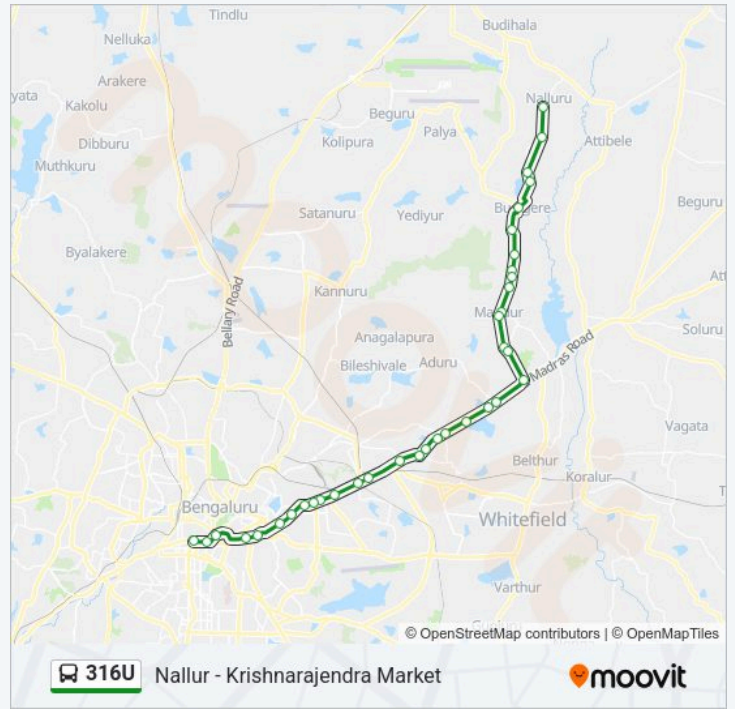 Tindlu
Budihala
Nelluka
yata
Arakere
Kakolu
Nalluru
Beguru
Dibburu
Palya
Attibele
Kolipura
Muthkuru
Satanuru
Yediyur
Beguru
Byalakere
Att
Kannuru
Bellary Road
Soluru
Anagalapura
Madras Road
Bileshivale
Aduru
Vagata
Belthur
Koralur
Bengaluru
Whitefield
Varthur
© OpenStreetMap contributors | © OpenMapTiles
316U
Nallur - Krishnarajendra Market
moovit